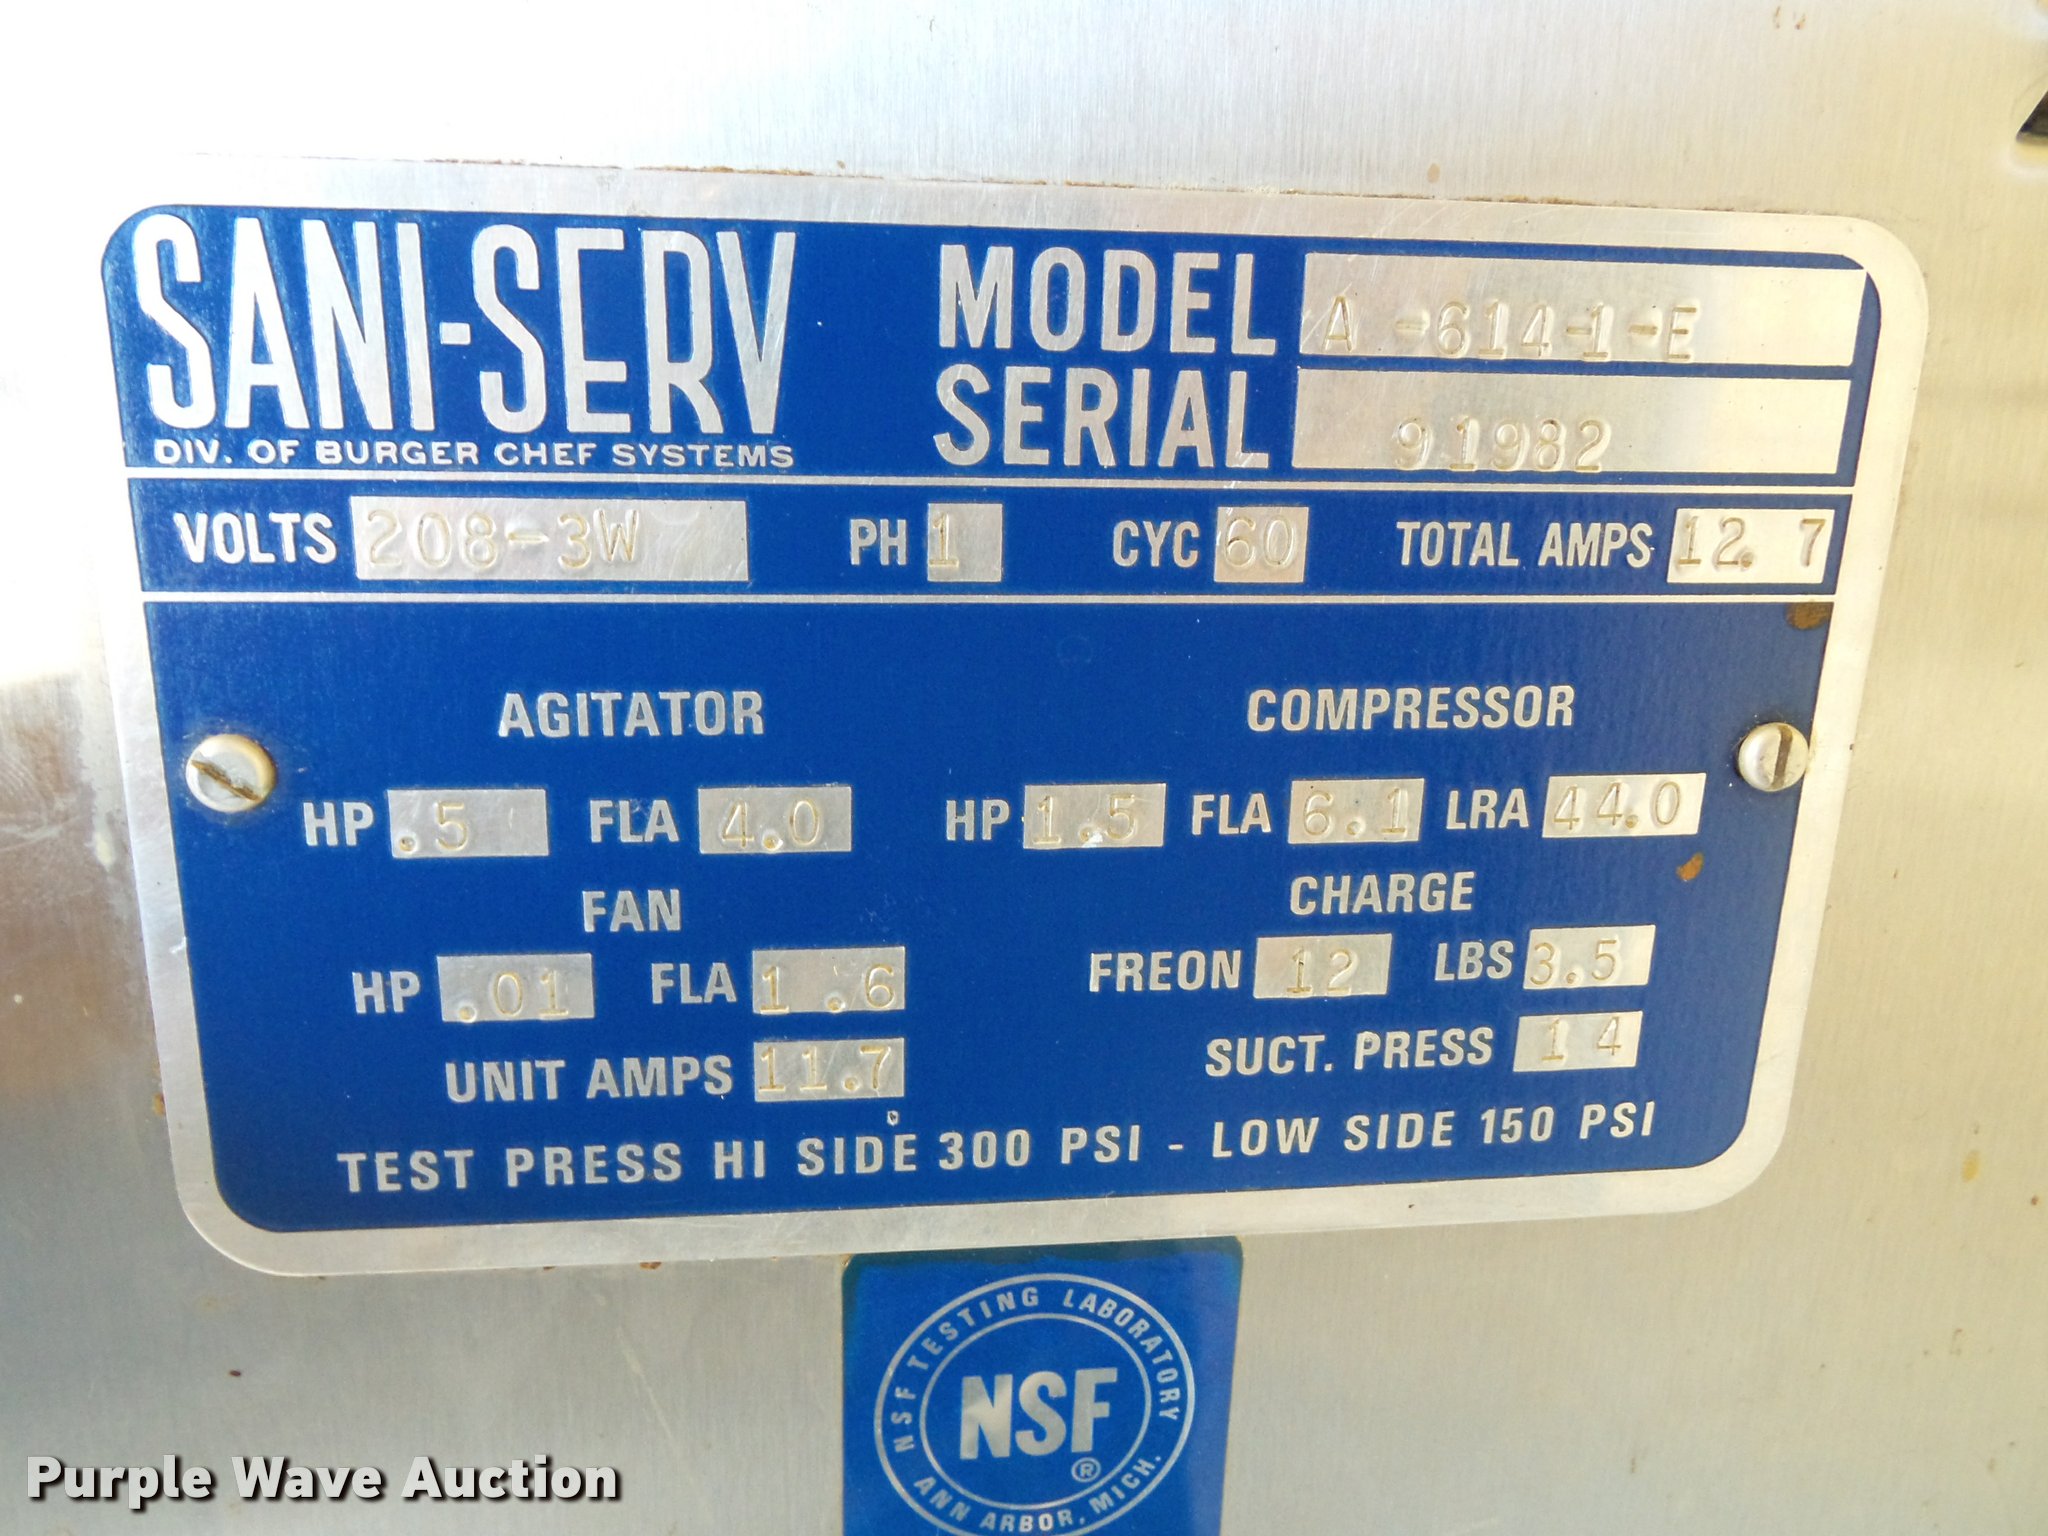 SANI-SERV
DIV. OF BURGER CHEF SYSTEMS
MODEL A -614-1-E
SERIAL 91982
VOLTS 208-3W PH 1 CYC 60 TOTAL AMPS 12.7
AGITATOR
HP .5 FLA 4.0
FAN
HP .01 FLA 1.6
UNIT AMPS 11.7
COMPRESSOR
HP 1.5 FLA 6.1 LRA 44.0
CHARGE
FREON 12 LBS 3.5
SUCT. PRESS 14
TEST PRESS HI SIDE 300 PSI - LOW SIDE 150 PSI
NSF TESTING LABORATORY
NSF®
ANN ARBOR, MICH.
Purple Wave Auction